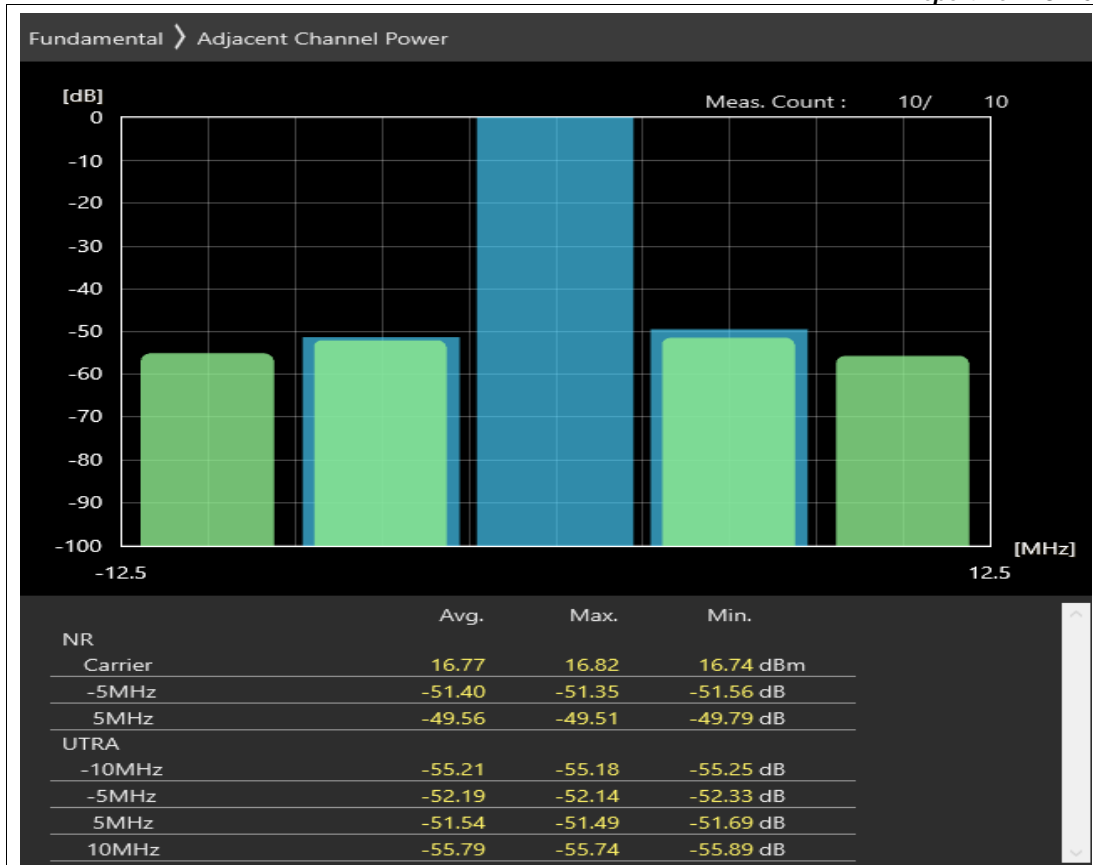 Fundamental ❯ Adjacent Channel Power
[dB]
Meas. Count : 10/ 10
0
-10
-20
-30
-40
-50
-60
-70
-80
-90
-100
[MHz]
-12.5 12.5
Avg. Max. Min.
NR
Carrier 16.77 16.82 16.74 dBm
-5MHz -51.40 -51.35 -51.56 dB
5MHz -49.56 -49.51 -49.79 dB
UTRA
-10MHz -55.21 -55.18 -55.25 dB
-5MHz -52.19 -52.14 -52.33 dB
5MHz -51.54 -51.49 -51.69 dB
10MHz -55.79 -55.74 -55.89 dB